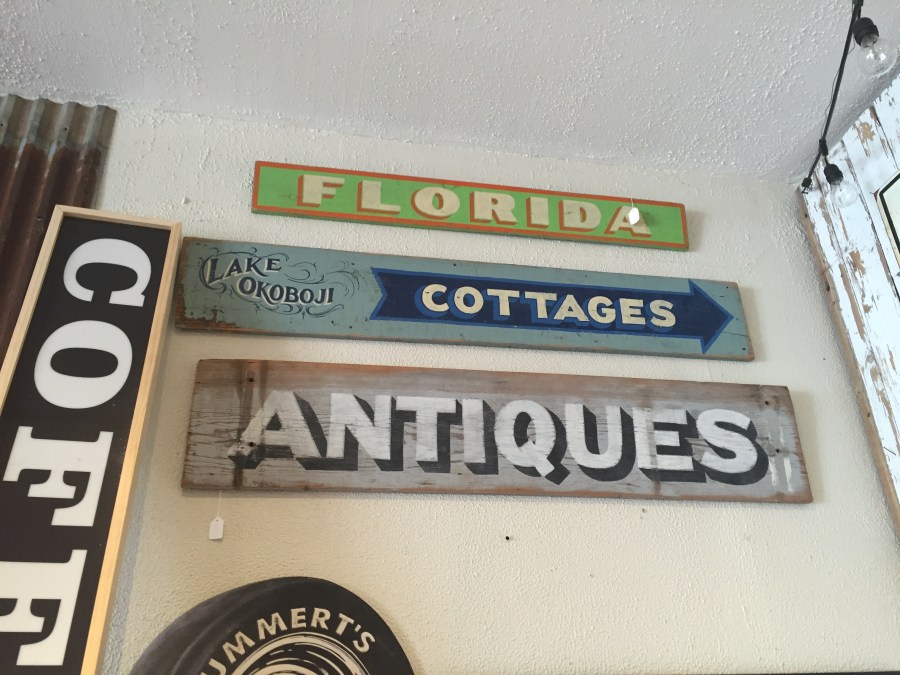 FLORIDA
LAKE
OKOBOJI
COTTAGES
ANTIQUES
COFF
UMMERT'S